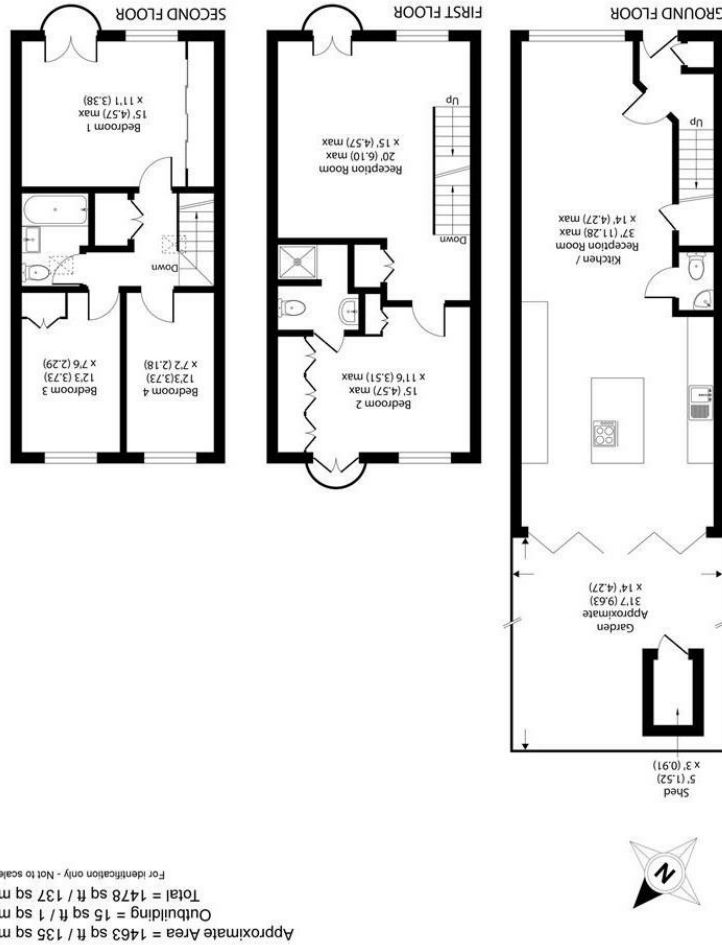 Approximate Area = 1463 sq ft / 135 sq m
Outbuilding = 15 sq ft / 1 sq m
Total = 1478 sq ft / 137 sq m
For identification only - Not to scale
N
Shed
5' (1.52)
x 3' (0.91)
Garden
Approximate
31'7 (9.63)
x 14' (4.27)
Kitchen /
Reception Room
37' (11.28) max
x 14' (4.27) max
Up
GROUND FLOOR
Bedroom 2
15' (4.57) max
x 11'6 (3.51) max
Down
Reception Room
20' (6.10) max
x 15' (4.57) max
Up
FIRST FLOOR
Bedroom 4
12'3 (3.73)
x 7'2 (2.18)
Bedroom 3
12'3 (3.73)
x 7'6 (2.29)
Down
Bedroom 1
15' (4.57) max
x 11'1 (3.38)
SECOND FLOOR